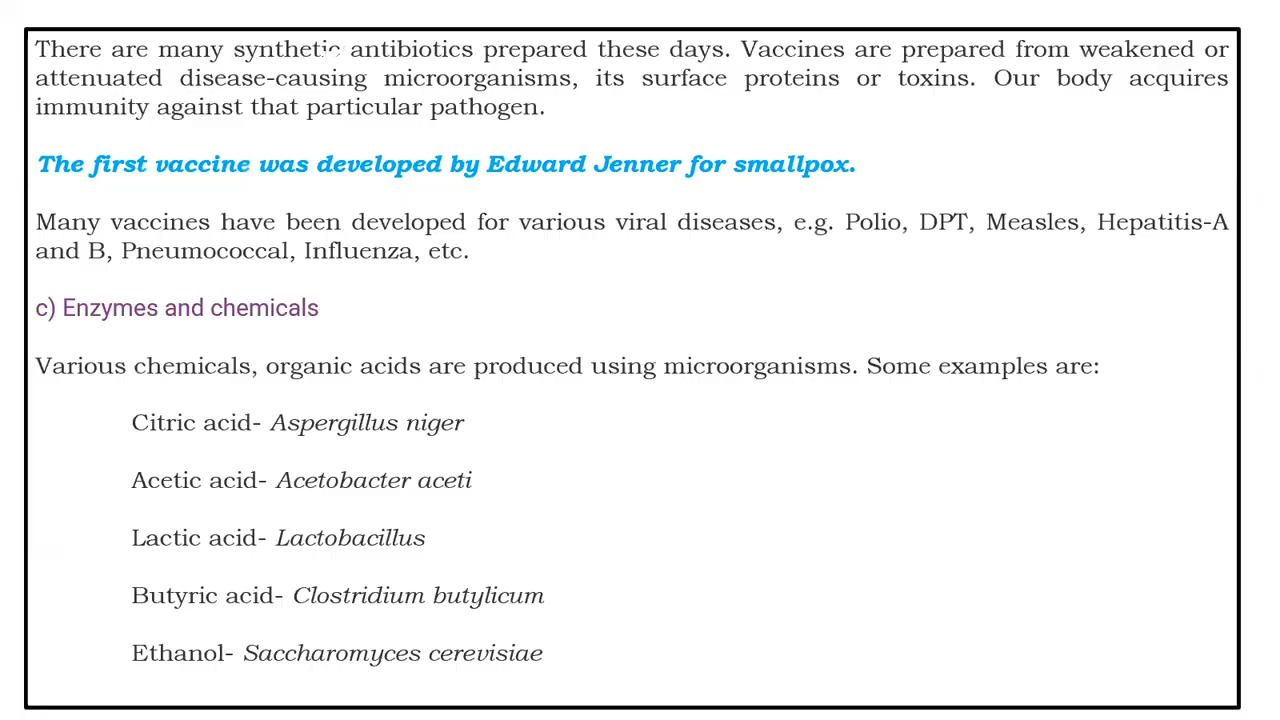 There are many synthetic antibiotics prepared these days. Vaccines are prepared from weakened or
attenuated disease-causing microorganisms, its surface proteins or toxins. Our body acquires
immunity against that particular pathogen.
The first vaccine was developed by Edward Jenner for smallpox.
Many vaccines have been developed for various viral diseases, e.g. Polio, DPT, Measles, Hepatitis-A
and B, Pneumococcal, Influenza, etc.
c) Enzymes and chemicals
Various chemicals, organic acids are produced using microorganisms. Some examples are:
Citric acid- Aspergillus niger
Acetic acid- Acetobacter aceti
Lactic acid- Lactobacillus
Butyric acid- Clostridium butylicum
Ethanol- Saccharomyces cerevisiae